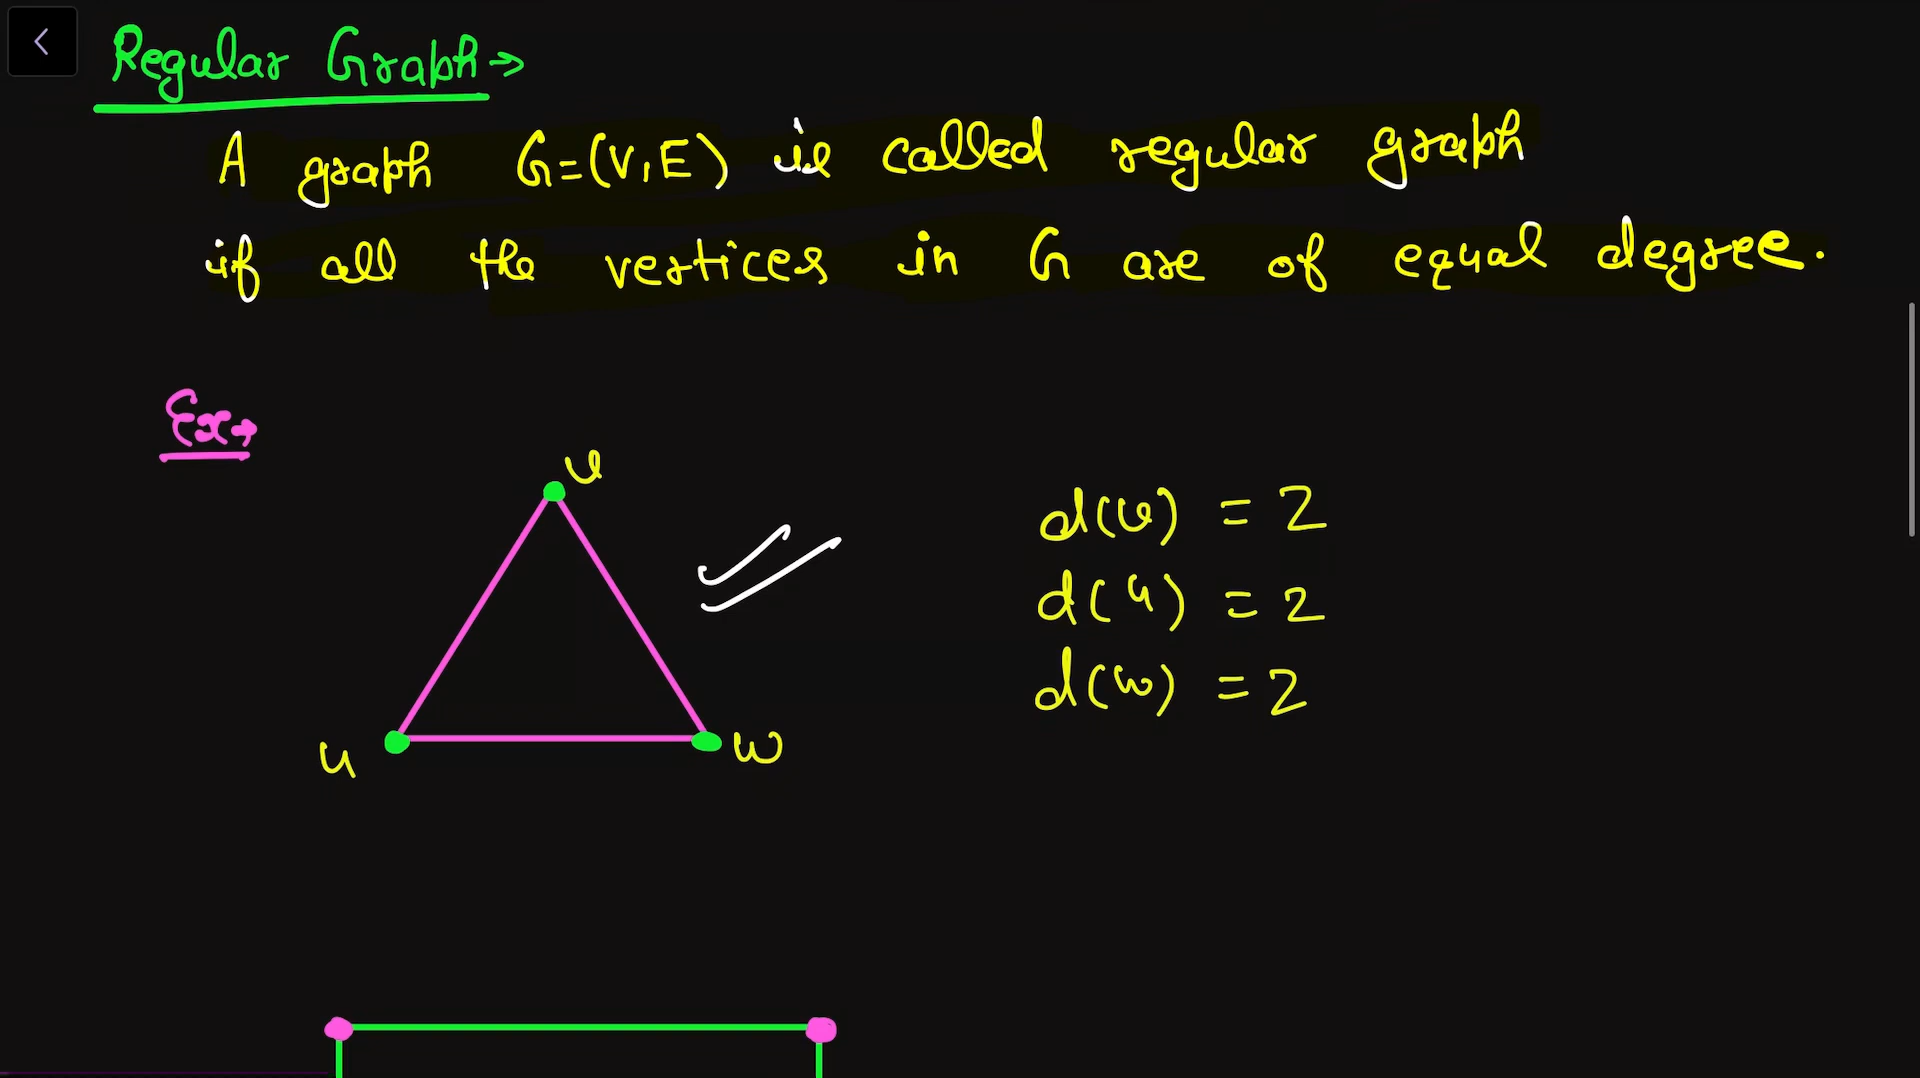 Regular Graph →
A graph G=(V,E) is called regular graph
if all the vertices in G are of equal degree.
Ex→
v
u
w
d(v) = 2
d(u) = 2
d(w) = 2